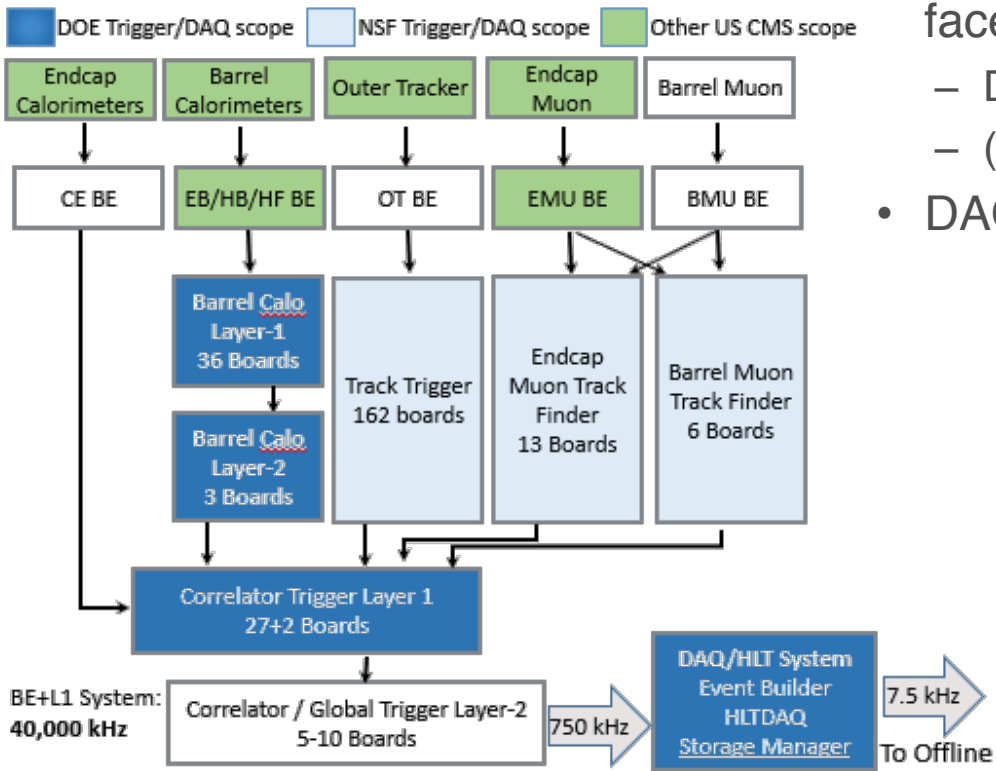 DOE Trigger/DAQ scope
NSF Trigger/DAQ scope
Other US CMS scope
Endcap
Calorimeters
Barrel
Calorimeters
Outer Tracker
Endcap
Muon
Barrel Muon
CE BE
EB/HB/HF BE
OT BE
EMU BE
BMU BE
Barrel Calo
Layer-1
36 Boards
Barrel Calo
Layer-2
3 Boards
Track Trigger
162 boards
Endcap
Muon Track
Finder
13 Boards
Barrel Muon
Track Finder
6 Boards
Correlator Trigger Layer 1
27+2 Boards
BE+L1 System:
40,000 kHz
Correlator / Global Trigger Layer-2
5-10 Boards
750 kHz
DAQ/HLT System
Event Builder
HLTDAQ
Storage Manager
7.5 kHz
To Offline
– (